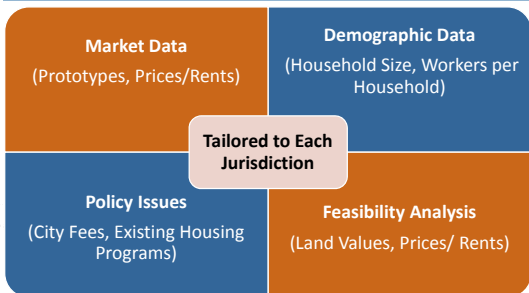 Market Data
(Prototypes, Prices/Rents)
Demographic Data
(Household Size, Workers per
Household)
Tailored to Each
Jurisdiction
Policy Issues
(City Fees, Existing Housing
Programs)
Feasibility Analysis
(Land Values, Prices/ Rents)